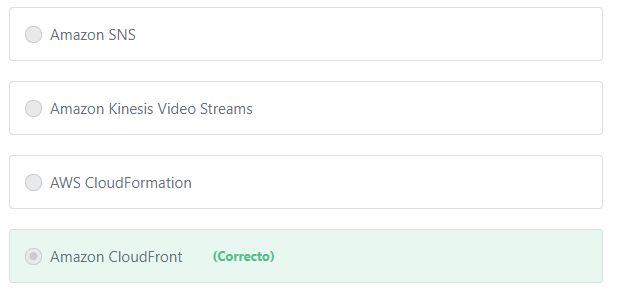 Amazon SNS
Amazon Kinesis Video Streams
AWS CloudFormation
Amazon CloudFront (Correcto)